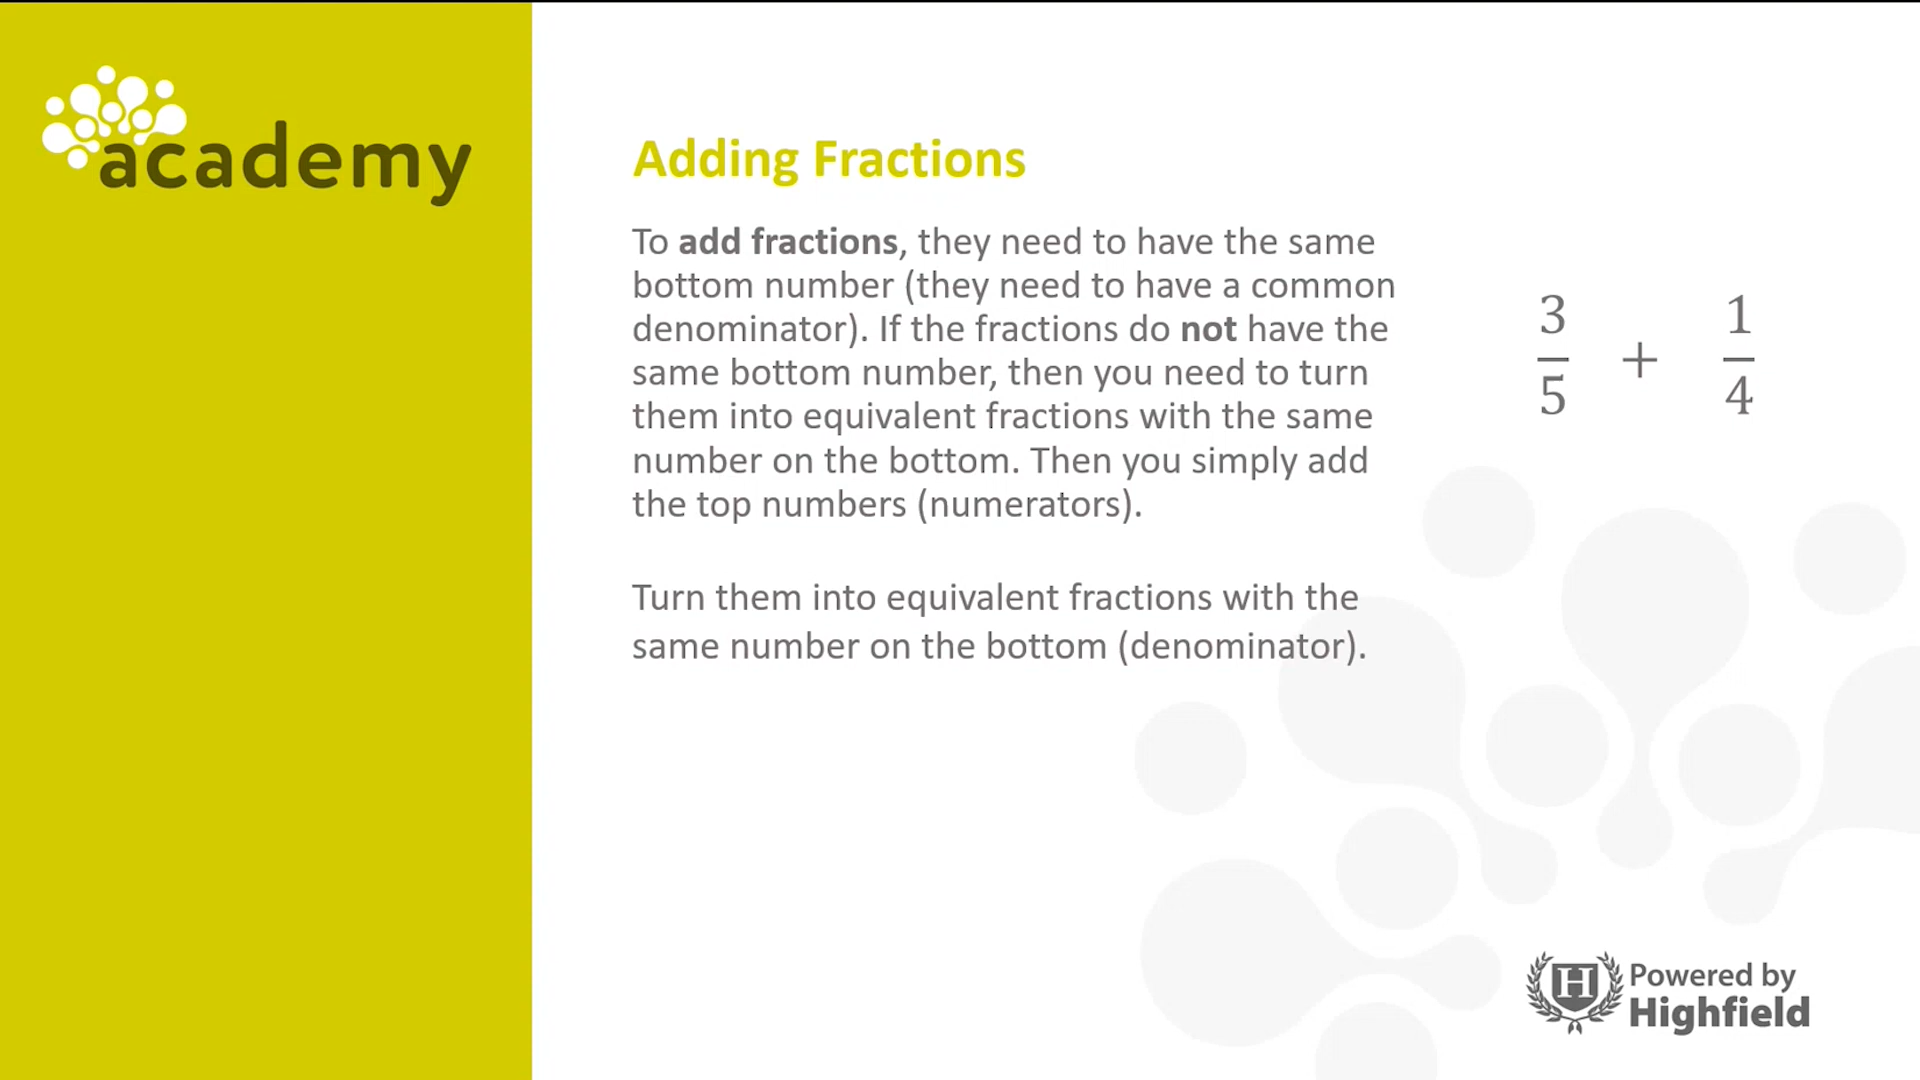 academy
Adding Fractions
To add fractions, they need to have the same
bottom number (they need to have a common
denominator). If the fractions do not have the
same bottom number, then you need to turn
them into equivalent fractions with the same
number on the bottom. Then you simply add
the top numbers (numerators).
3/5 + 1/4
Turn them into equivalent fractions with the
same number on the bottom (denominator).
H
Powered by
Highfield